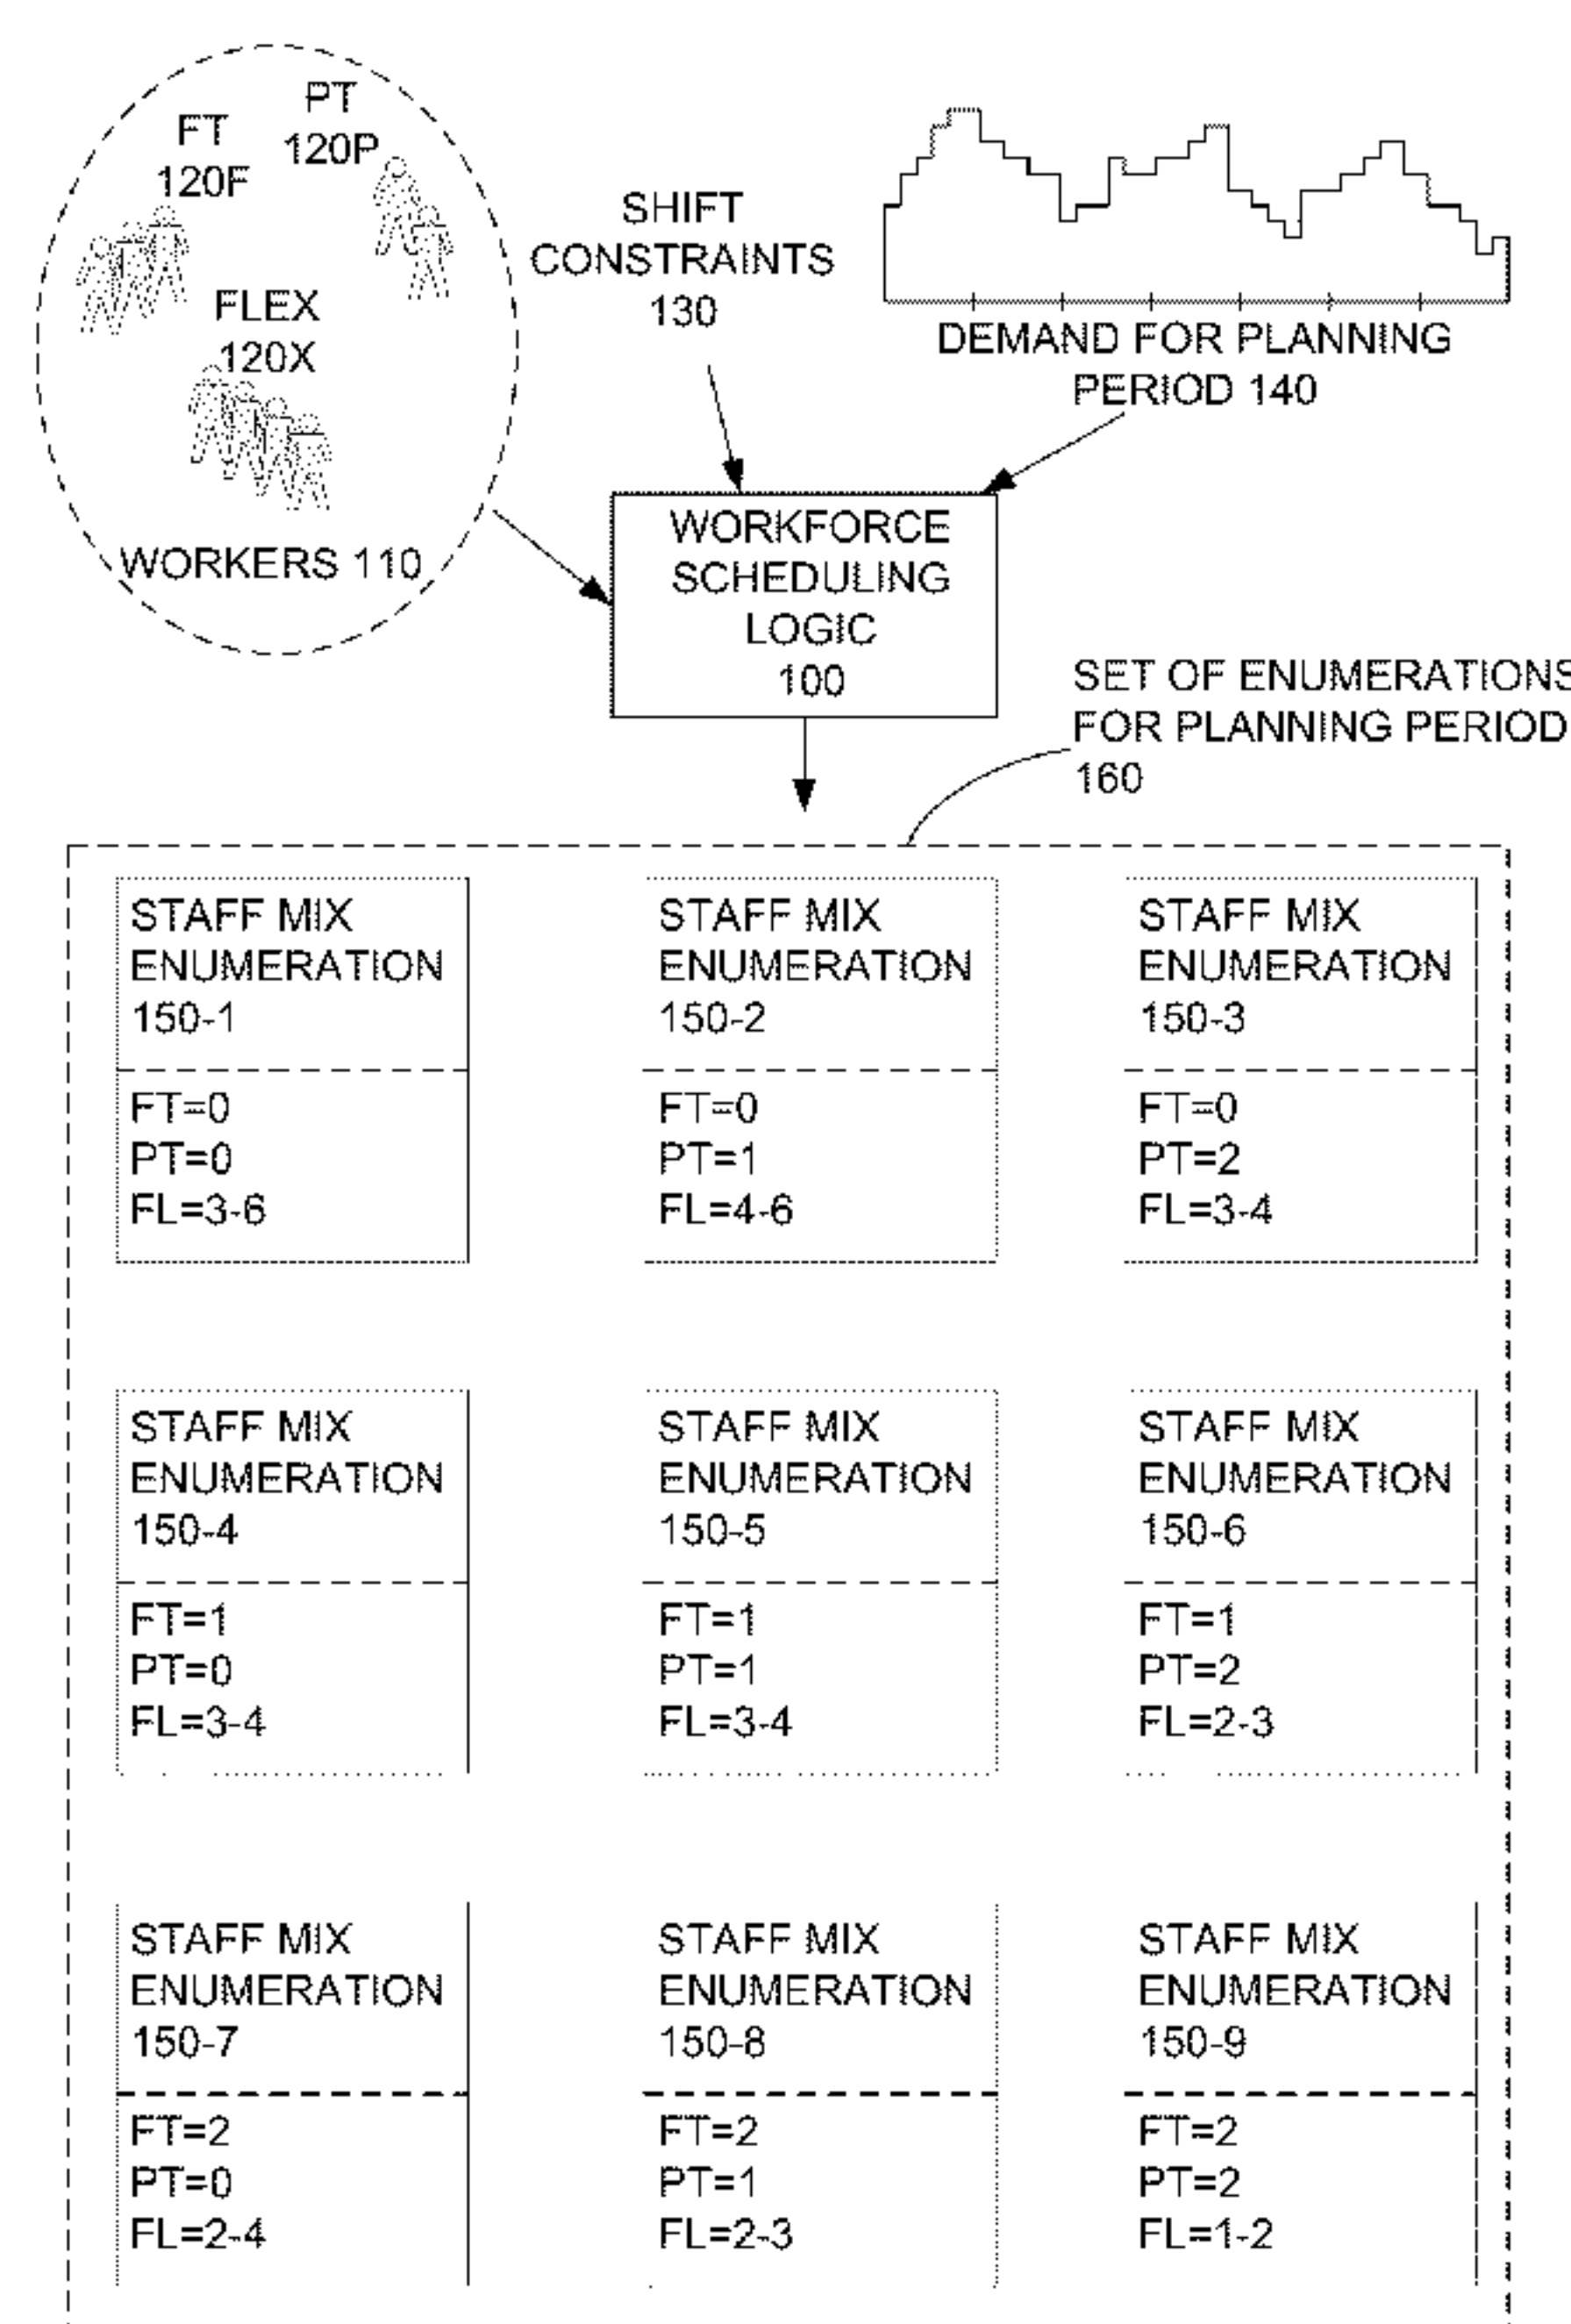 FT
120F
PT
120P
FLEX
120X
WORKERS 110
SHIFT
CONSTRAINTS
130
DEMAND FOR PLANNING
PERIOD 140
WORKFORCE
SCHEDULING
LOGIC
100
SET OF ENUMERATIONS
FOR PLANNING PERIOD
160
STAFF MIX
ENUMERATION
150-1
FT=0
PT=0
FL=3-6
STAFF MIX
ENUMERATION
150-2
FT=0
PT=1
FL=4-6
STAFF MIX
ENUMERATION
150-3
FT=0
PT=2
FL=3-4
STAFF MIX
ENUMERATION
150-4
FT=1
PT=0
FL=3-4
STAFF MIX
ENUMERATION
150-5
FT=1
PT=1
FL=3-4
STAFF MIX
ENUMERATION
150-6
FT=1
PT=2
FL=2-3
STAFF MIX
ENUMERATION
150-7
FT=2
PT=0
FL=2-4
STAFF MIX
ENUMERATION
150-8
FT=2
PT=1
FL=2-3
STAFF MIX
ENUMERATION
150-9
FT=2
PT=2
FL=1-2